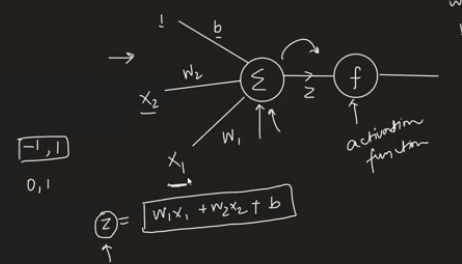 1
b
→
w₂
Σ
f
x₂
z
w₁
-1, 1
activation
function
x₁
0, 1
z = w₁x₁ + w₂x₂ + b